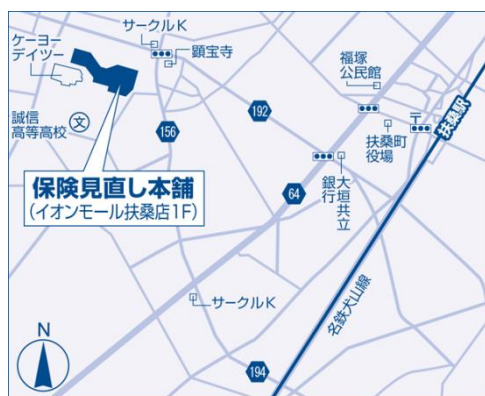 サークルK
ケーヨー
デイツー
顕宝寺
福塚
公民館
192
〒
扶桑駅
誠信
高等高校
文
156
扶桑町
役場
保険見直し本舗
(イオンモール扶桑店1F)
64
大垣共立
銀行
サークルK
名鉄犬山線
N
194